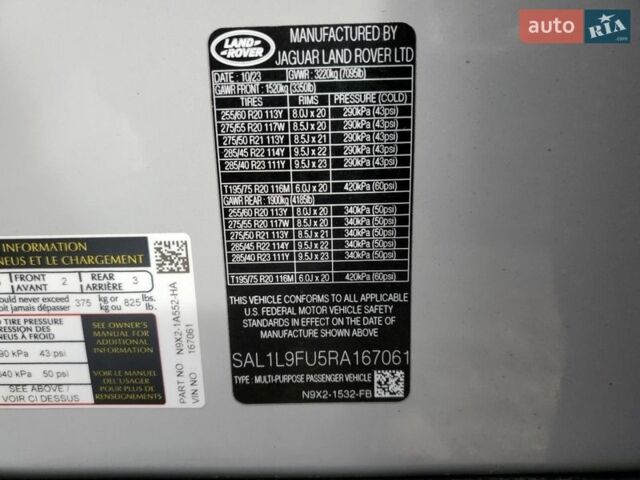 auto RIA
.com
LAND ROVER
MANUFACTURED BY
JAGUAR LAND ROVER LTD
DATE : 10/23 GVWR : 3220kg (7095lb)
GAWR FRONT : 1520kg (3350lb)
TIRES RIMS PRESSURE (COLD)
255/60 R20 113Y 8.0J x 20 290kPa (43psi)
275/55 R20 117W 8.5J x 20 290kPa (43psi)
275/50 R21 113Y 8.5J x 21 290kPa (43psi)
285/45 R22 114Y 9.5J x 22 290kPa (43psi)
285/40 R23 111Y 9.5J x 23 290kPa (43psi)
T195/75 R20 116M 6.0J x 20 420kPa (60psi)
GAWR REAR : 1900kg (4185lb)
255/60 R20 113Y 8.0J x 20 340kPa (50psi)
275/55 R20 117W 8.5J x 20 340kPa (50psi)
275/50 R21 113Y 8.5J x 21 340kPa (50psi)
285/45 R22 114Y 9.5J x 22 340kPa (50psi)
285/40 R23 111Y 9.5J x 23 340kPa (50psi)
T195/75 R20 116M 6.0J x 20 420kPa (60psi)
THIS VEHICLE CONFORMS TO ALL APPLICABLE
U.S. FEDERAL MOTOR VEHICLE SAFETY
STANDARDS IN EFFECT ON THE DATE OF
MANUFACTURE SHOWN ABOVE.
SAL1L9FU5RA167061
TYPE : MULTI-PURPOSE PASSENGER VEHICLE
N9X2-1532-FB
INFORMATION
NEUS ET LE CHARGEMENT
FRONT 2 REAR 3
AVANT ARRIÈRE
ould never exceed 375 kg or 825 lbs.
oit jamais dépasser kg ou lb.
TIRE PRESSURE
NEUS À FROID
90 kPa 43 psi
340 kPa 50 psi
SEE ABOVE /
VOIR CI DESSUS
SEE OWNER'S
MANUAL FOR
ADDITIONAL
INFORMATION
VOIR LE MANUEL
DE L'USAGER
POUR PLUS DE
RENSEIGNEMENTS
PART NO N9X2-1A552-HA
VIN NO 167061